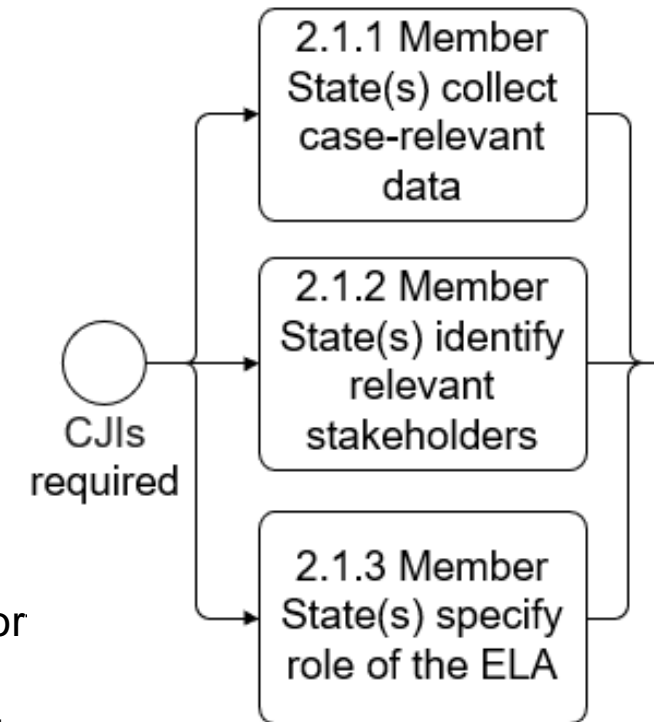 2.1.1 Member
State(s) collect
case-relevant
data
2.1.2 Member
State(s) identify
relevant
stakeholders
CJIs
required
2.1.3 Member
State(s) specify
role of the ELA